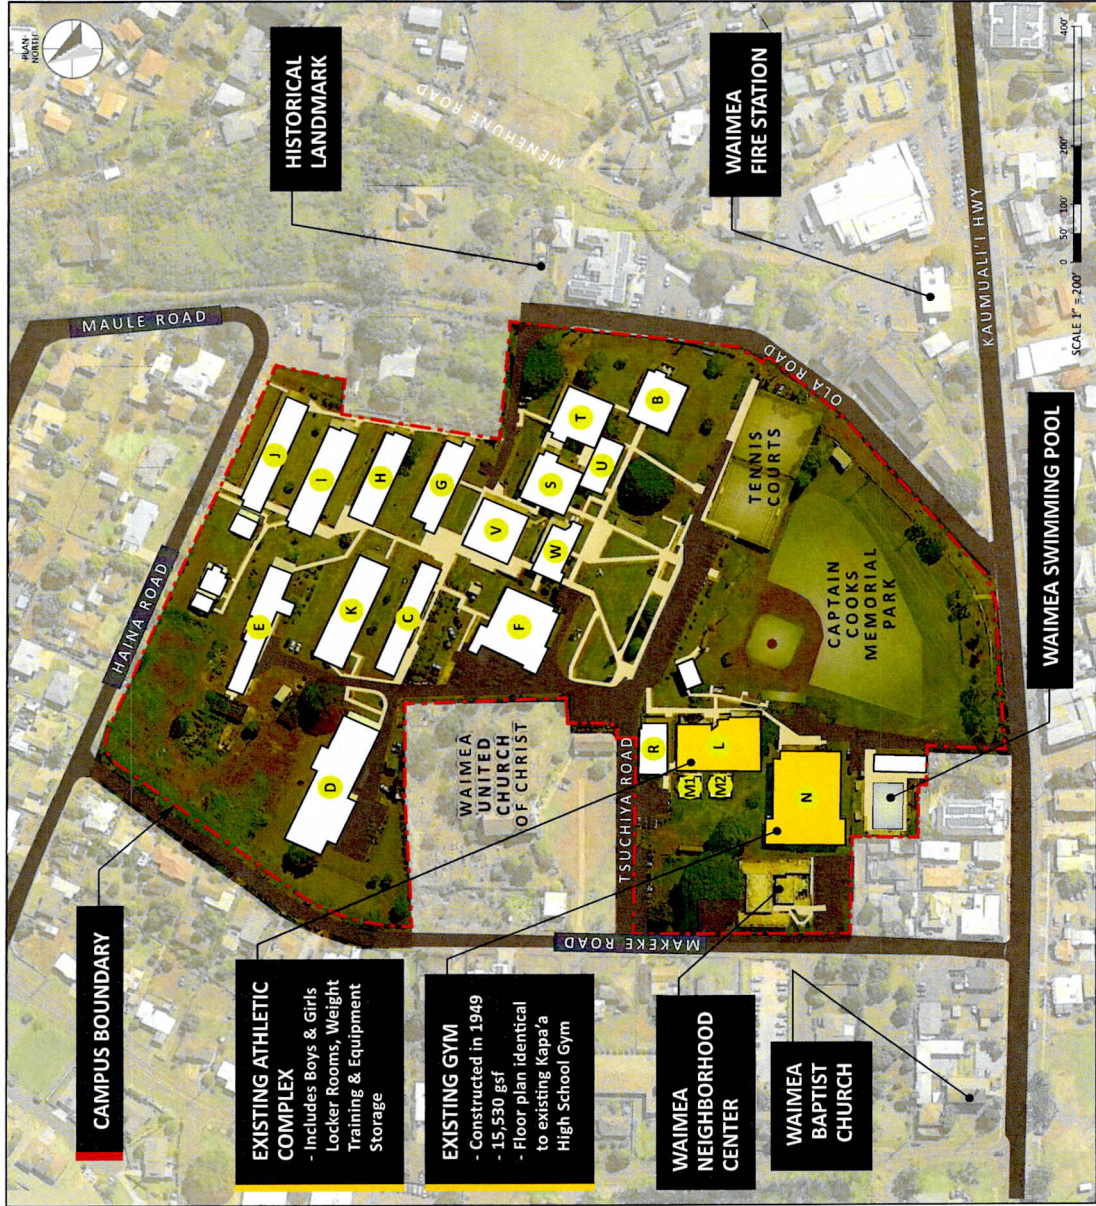 PLAN
NORTH
CAMPUS BOUNDARY
EXISTING ATHLETIC
COMPLEX
- Includes Boys & Girls
Locker Rooms, Weight
Training & Equipment
Storage
EXISTING GYM
- Constructed in 1949
- 15,530 gsf
- Floor plan identical
to existing Kapa'a
High School Gym
WAIMEA
NEIGHBORHOOD
CENTER
WAIMEA
BAPTIST
CHURCH
HISTORICAL
LANDMARK
WAIMEA
FIRE STATION
WAIMEA SWIMMING POOL
MAULE ROAD
HAINA ROAD
MENEHUNE ROAD
OLA ROAD
KAUMUALI'I HWY
TSUCHIYA ROAD
MAKEKE ROAD
WAIMEA
UNITED
CHURCH
OF CHRIST
TENNIS
COURTS
CAPTAIN
COOKS
MEMORIAL
PARK
J
I
H
G
E
K
C
D
F
V
W
S
T
U
B
R
L
M1
M2
N
0 50' 100' 200' 400'
SCALE 1" = 200'